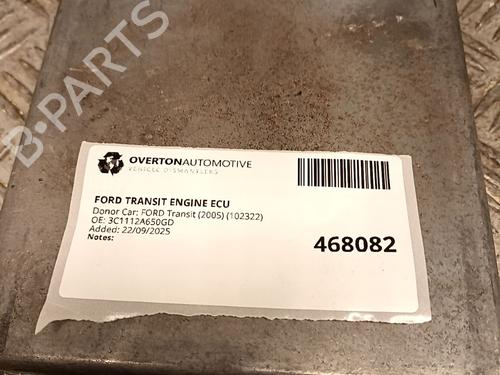 B-PARTS
OVERTONAUTOMOTIVE
VEHICLE DISMANTLERS
FORD TRANSIT ENGINE ECU
Donor Car: FORD Transit (2005) (102322)
OE: 3C1112A650GD
Added: 22/09/2025
Notes:
468082